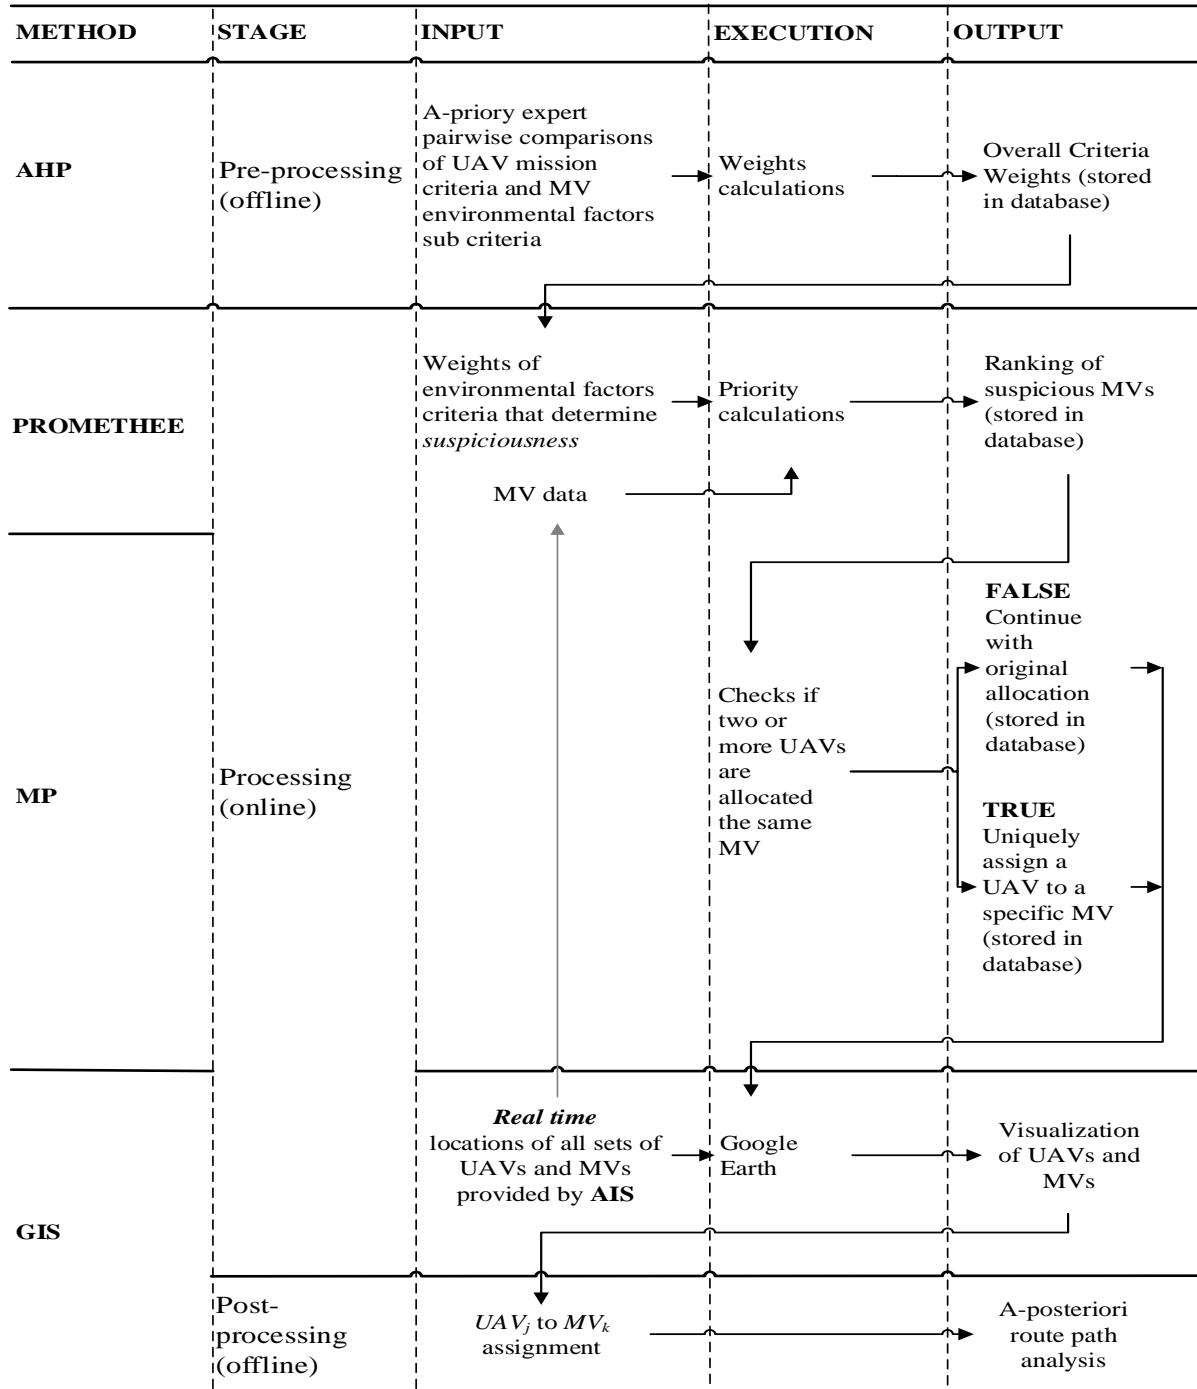 METHOD STAGE INPUT EXECUTION OUTPUT
AHP
Pre-processing
(offline)
A-priory expert
pairwise comparisons
of UAV mission
criteria and MV
environmental factors
sub criteria
Weights
calculations
Overall Criteria
Weights (stored
in database)
PROMETHEE
Weights of
environmental factors
criteria that determine
suspiciousness
MV data
Priority
calculations
Ranking of
suspicious MVs
(stored in
database)
MP
Processing
(online)
Checks if
two or
more UAVs
are
allocated
the same
MV
FALSE
Continue
with
original
allocation
(stored in
database)
TRUE
Uniquely
assign a
UAV to a
specific MV
(stored in
database)
GIS
Real time
locations of all sets of
UAVs and MVs
provided by AIS
Google
Earth
Visualization
of UAVs and
MVs
Post-
processing
(offline)
UAVj to MVk
assignment
A-posteriori
route path
analysis